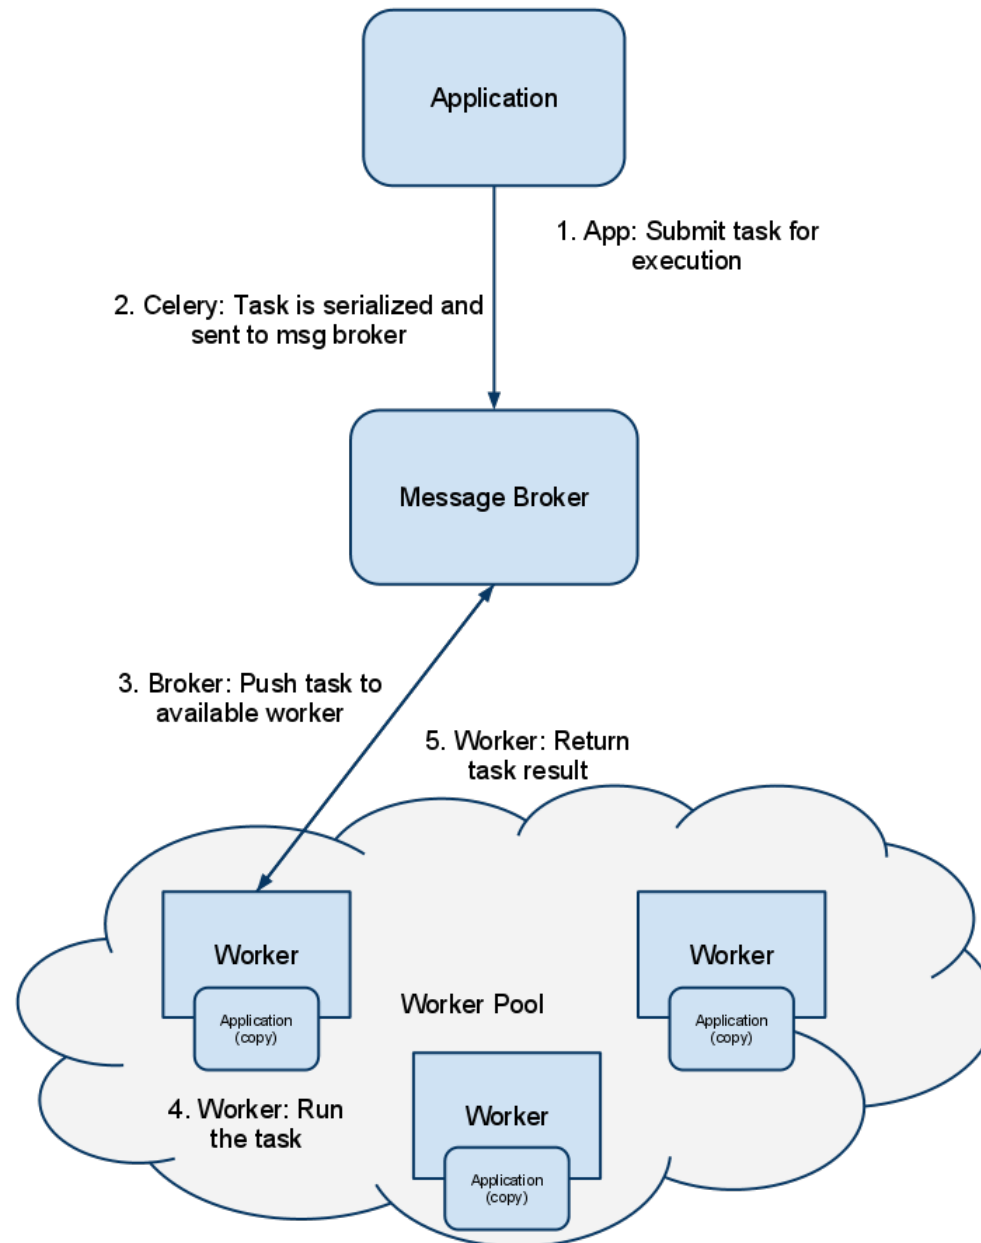 Application
1. App: Submit task for
execution
2. Celery: Task is serialized and
sent to msg broker
Message Broker
3. Broker: Push task to
available worker
5. Worker: Return
task result
Worker
Application
(copy)
Worker
Application
(copy)
Worker Pool
4. Worker: Run
the task
Worker
Application
(copy)